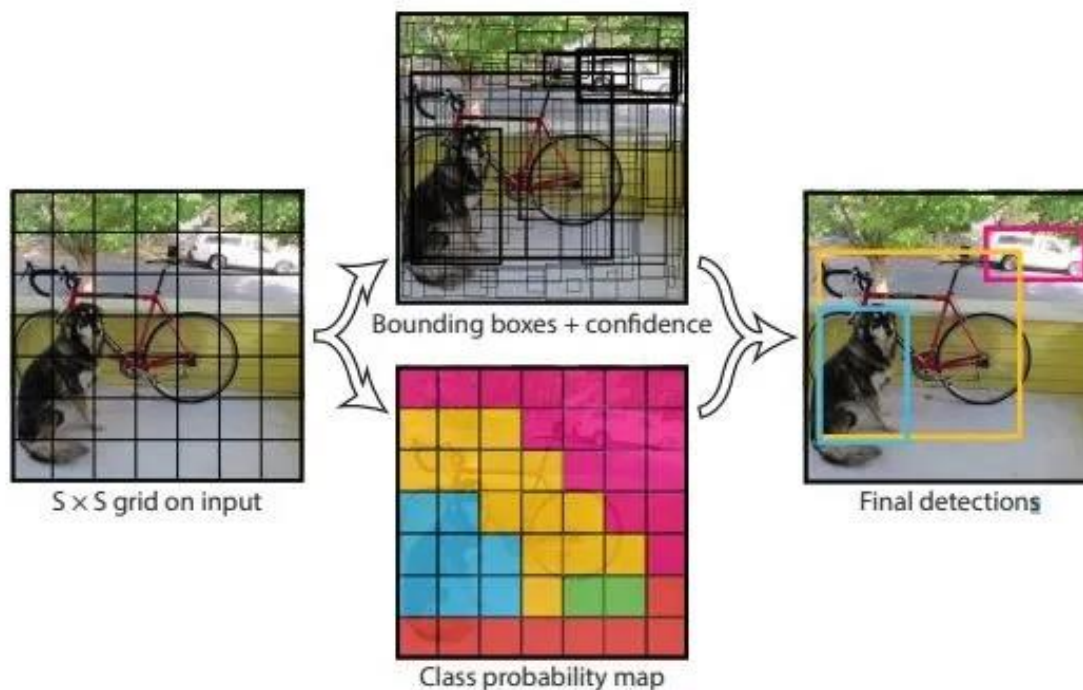 S × S grid on input
Bounding boxes + confidence
Class probability map
Final detections